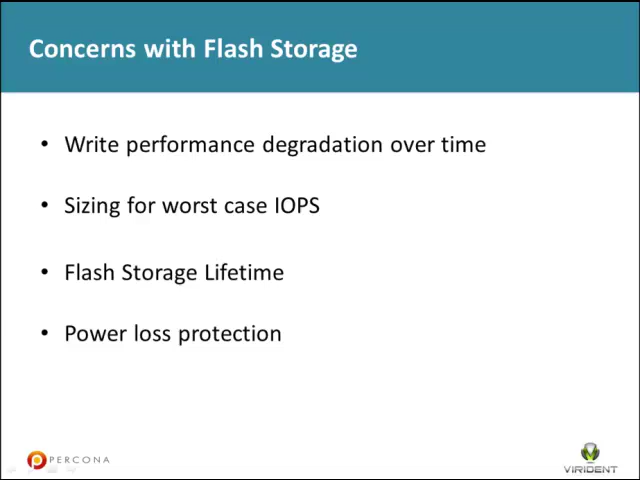 Concerns with Flash Storage
• Write performance degradation over time
• Sizing for worst case IOPS
• Flash Storage Lifetime
• Power loss protection
PERCONA
VIRIDENT